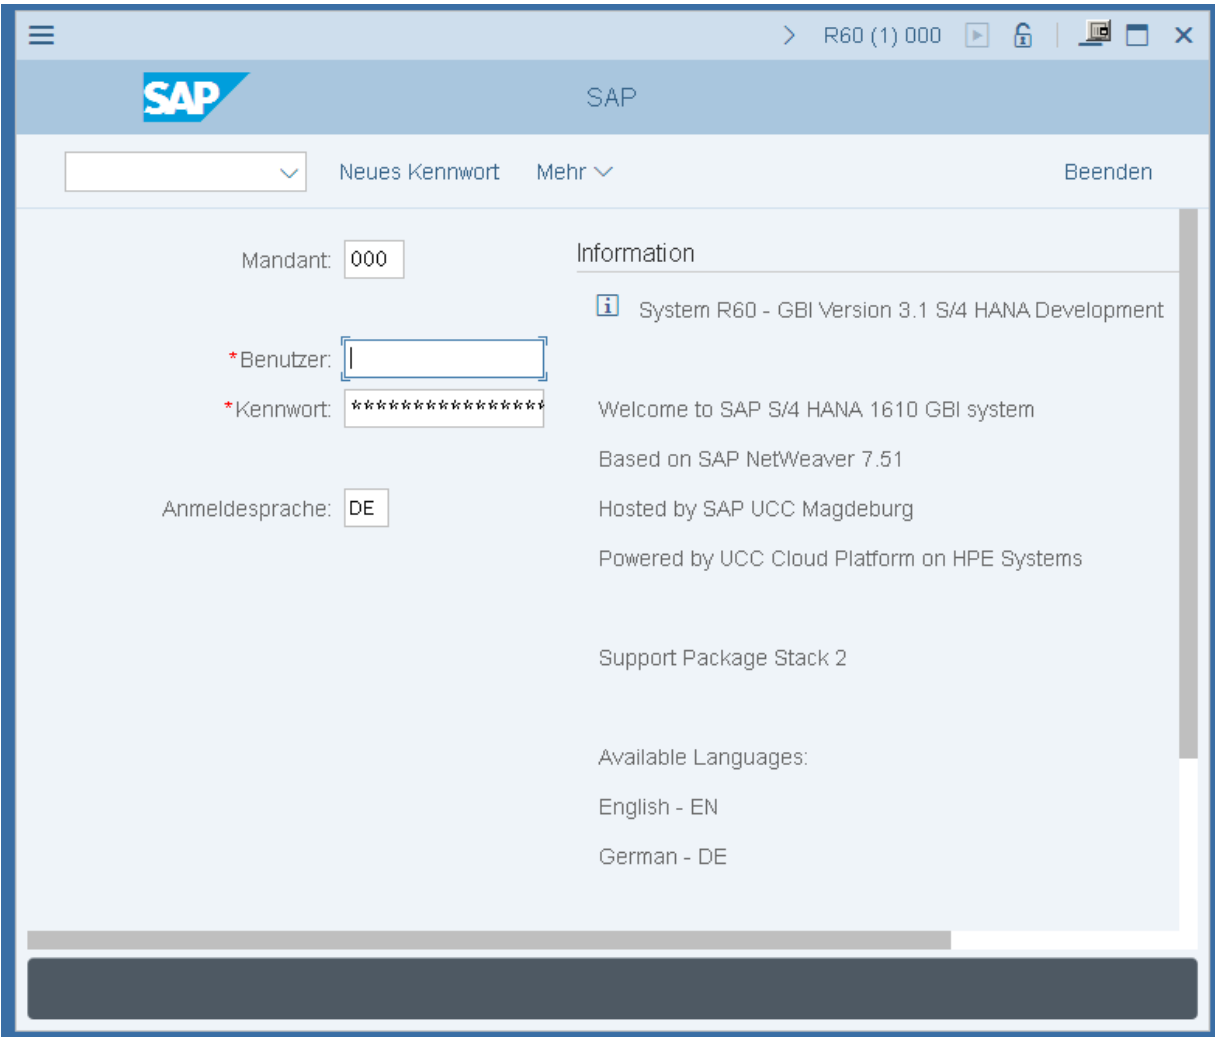 R60 (1) 000
SAP
SAP
Neues Kennwort
Mehr
Beenden
Mandant: 000
*Benutzer:
*Kennwort: ****************
Anmeldesprache: DE
Information
System R60 - GBI Version 3.1 S/4 HANA Development
Welcome to SAP S/4 HANA 1610 GBI system
Based on SAP NetWeaver 7.51
Hosted by SAP UCC Magdeburg
Powered by UCC Cloud Platform on HPE Systems
Support Package Stack 2
Available Languages:
English - EN
German - DE